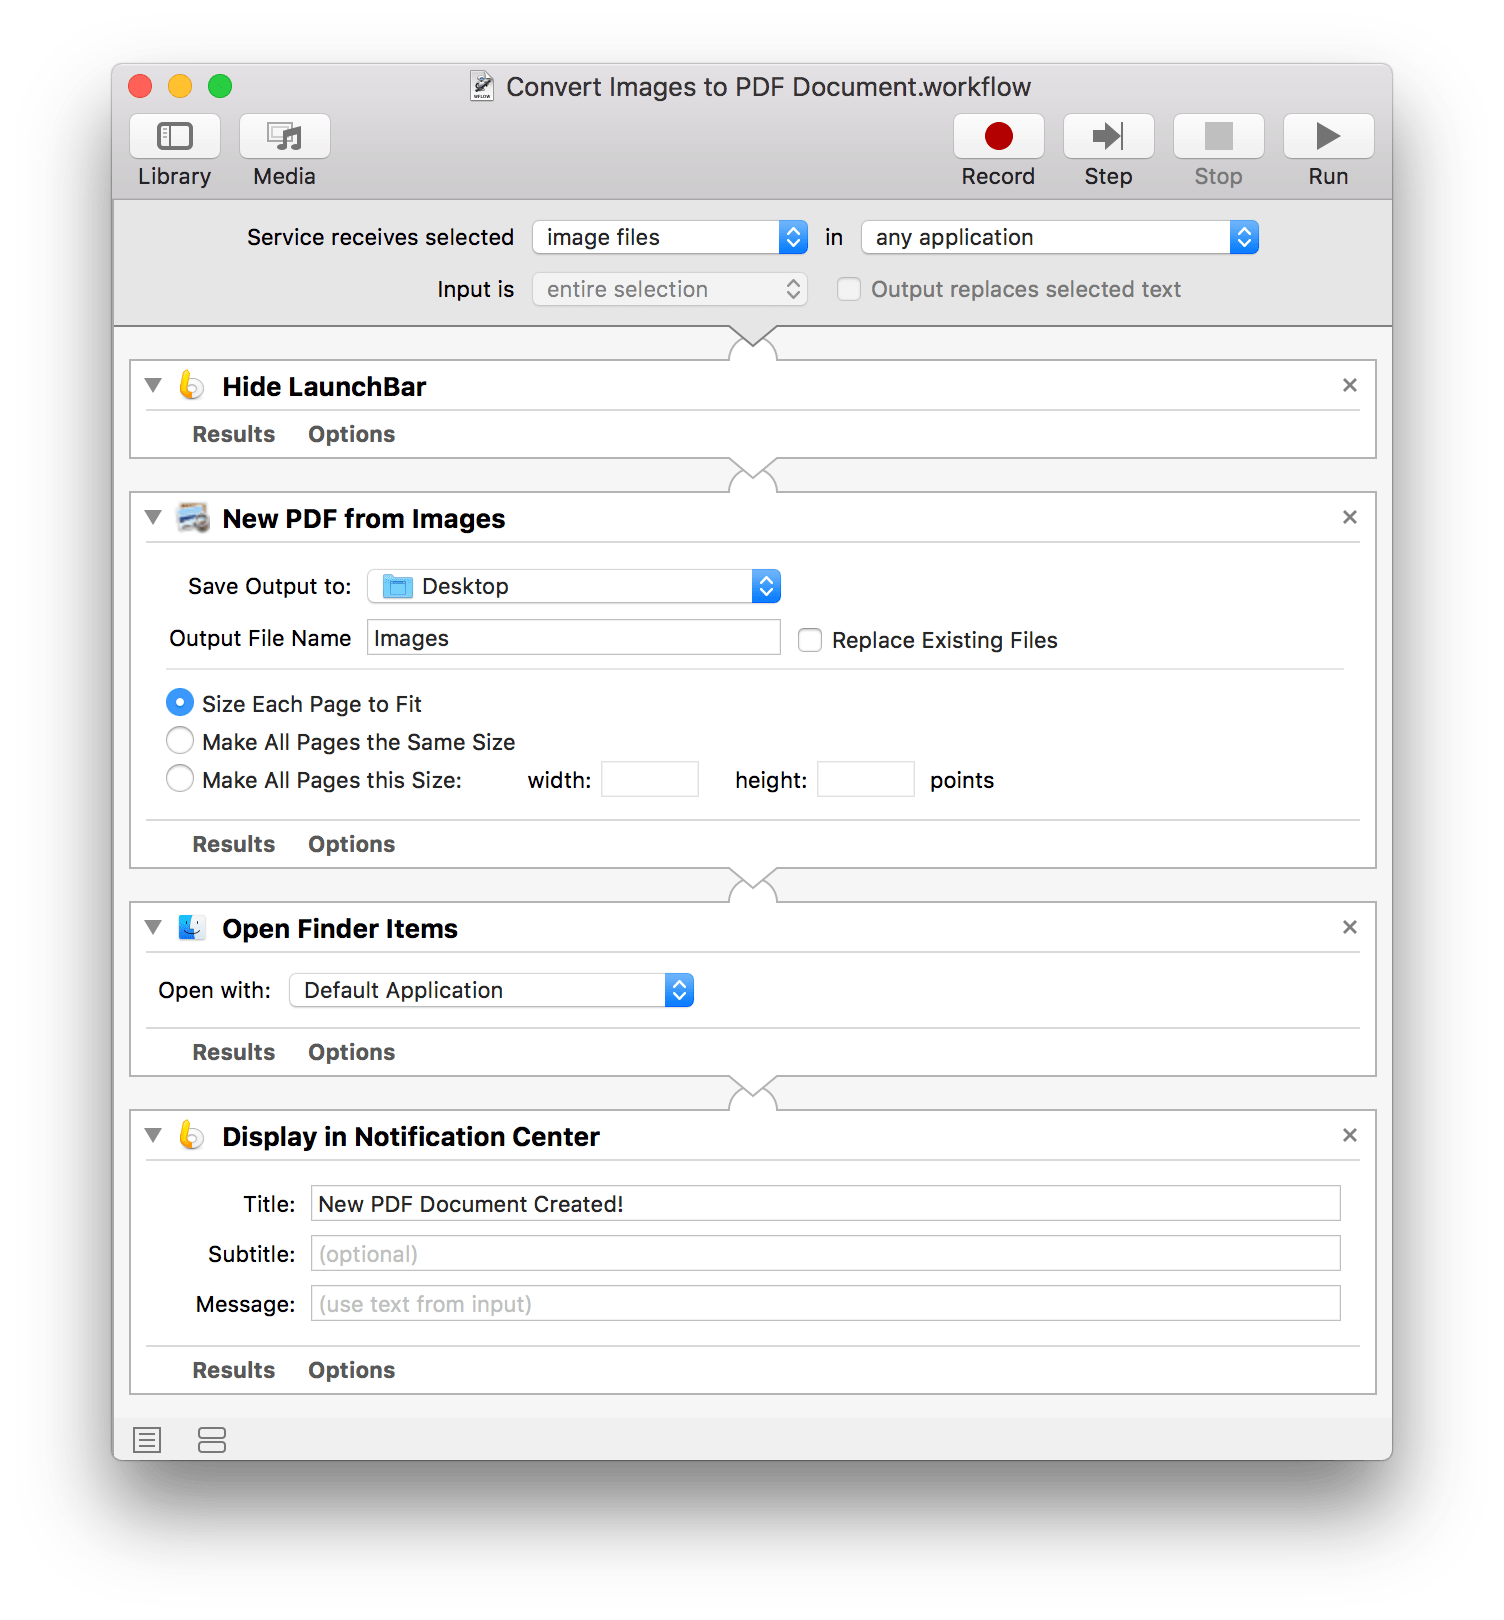 Convert Images to PDF Document.workflow
Library Media Record Step Stop Run
Service receives selected image files in any application
Input is entire selection Output replaces selected text
Hide LaunchBar
Results Options
New PDF from Images
Save Output to: Desktop
Output File Name Images Replace Existing Files
Size Each Page to Fit
Make All Pages the Same Size
Make All Pages this Size: width: height: points
Results Options
Open Finder Items
Open with: Default Application
Results Options
Display in Notification Center
Title: New PDF Document Created!
Subtitle: (optional)
Message: (use text from input)
Results Options